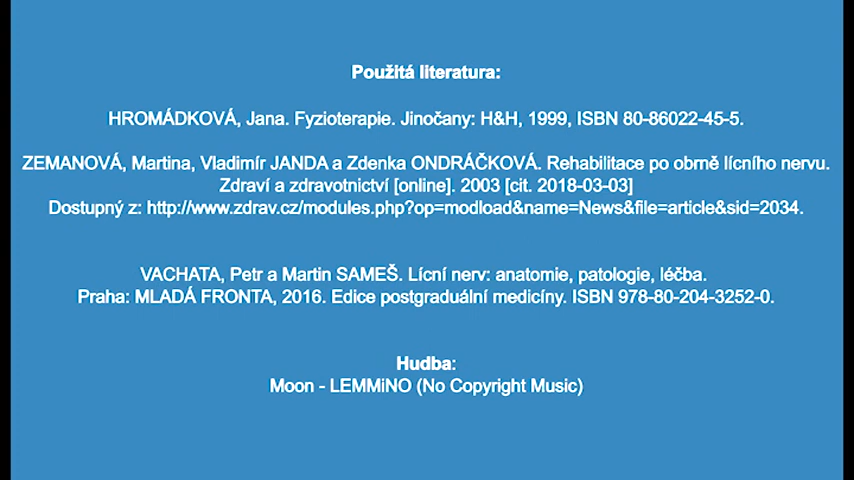 Použitá literatura:
HROMÁDKOVÁ, Jana. Fyzioterapie. Jinočany: H&H, 1999, ISBN 80-86022-45-5.
ZEMANOVÁ, Martina, Vladimír JANDA a Zdenka ONDRÁČKOVÁ. Rehabilitace po obrně lícního nervu.
Zdraví a zdravotnictví [online]. 2003 [cit. 2018-03-03]
Dostupný z: http://www.zdrav.cz/modules.php?op=modload&name=News&file=article&sid=2034.
VACHATA, Petr a Martin SAMEŠ. Lícní nerv: anatomie, patologie, léčba.
Praha: MLADÁ FRONTA, 2016. Edice postgraduální medicíny. ISBN 978-80-204-3252-0.
Hudba:
Moon - LEMMiNO (No Copyright Music)